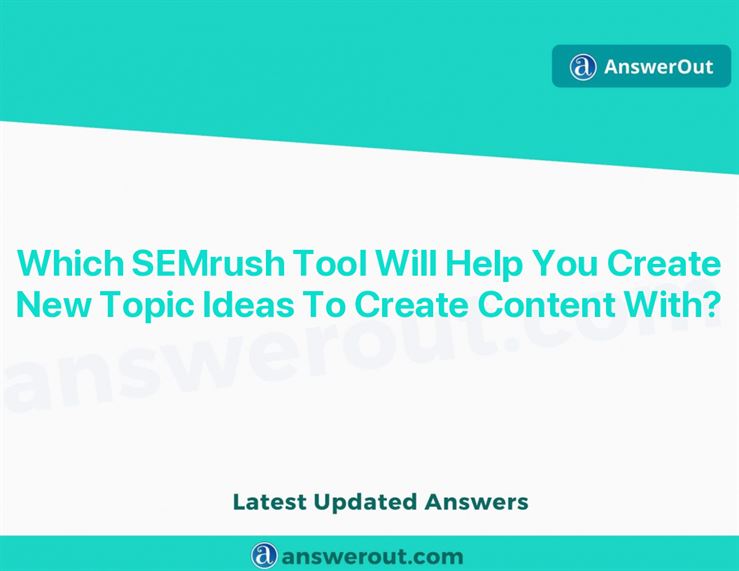 AnswerOut
Which SEMrush Tool Will Help You Create
New Topic Ideas To Create Content With?
answerout.com
Latest Updated Answers
answerout.com